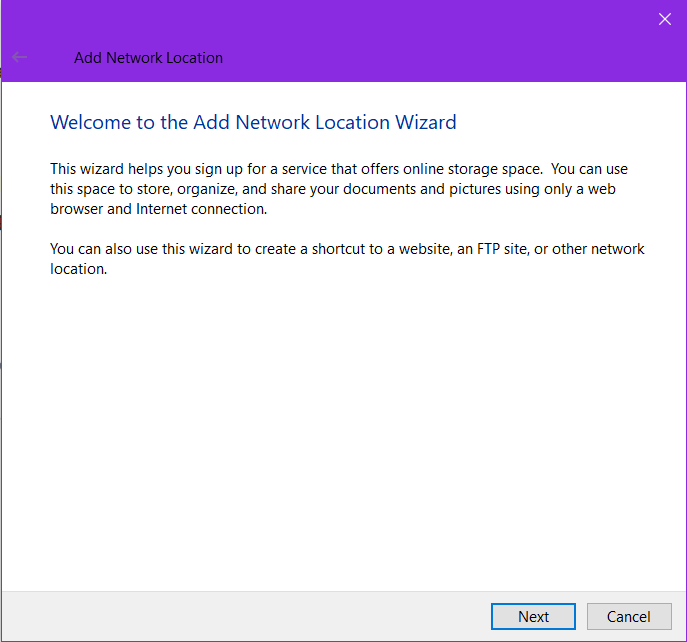 Add Network Location
Welcome to the Add Network Location Wizard
This wizard helps you sign up for a service that offers online storage space.  You can use
this space to store, organize, and share your documents and pictures using only a web
browser and Internet connection.
You can also use this wizard to create a shortcut to a website, an FTP site, or other network
location.
Next
Cancel